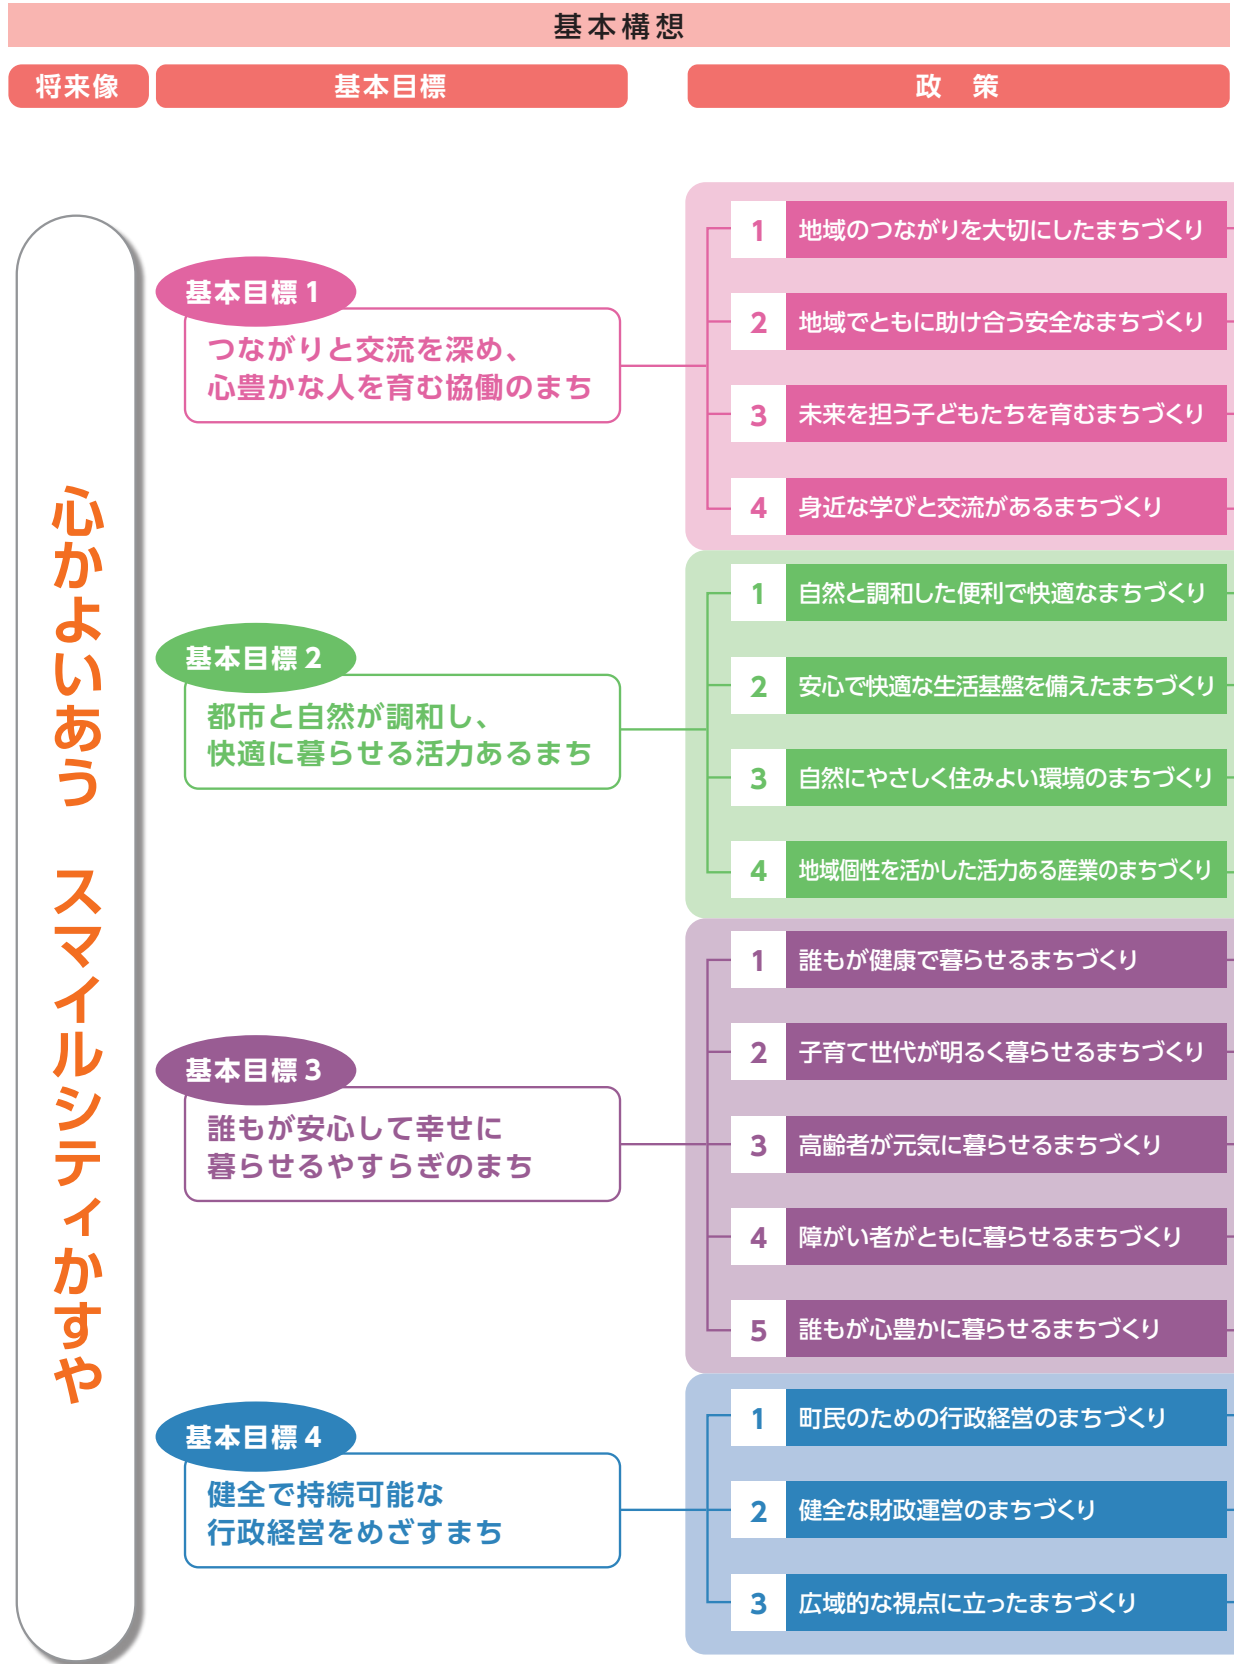 基本構想
将来像
基本目標
政　策
心かよいあう　スマイルシティかすや
基本目標 1
つながりと交流を深め、
心豊かな人を育む協働のまち
1 地域のつながりを大切にしたまちづくり
2 地域でともに助け合う安全なまちづくり
3 未来を担う子どもたちを育むまちづくり
4 身近な学びと交流があるまちづくり
基本目標 2
都市と自然が調和し、
快適に暮らせる活力あるまち
1 自然と調和した便利で快適なまちづくり
2 安心で快適な生活基盤を備えたまちづくり
3 自然にやさしく住みよい環境のまちづくり
4 地域個性を活かした活力ある産業のまちづくり
基本目標 3
誰もが安心して幸せに
暮らせるやすらぎのまち
1 誰もが健康で暮らせるまちづくり
2 子育て世代が明るく暮らせるまちづくり
3 高齢者が元気に暮らせるまちづくり
4 障がい者がともに暮らせるまちづくり
5 誰もが心豊かに暮らせるまちづくり
基本目標 4
健全で持続可能な
行政経営をめざすまち
1 町民のための行政経営のまちづくり
2 健全な財政運営のまちづくり
3 広域的な視点に立ったまちづくり